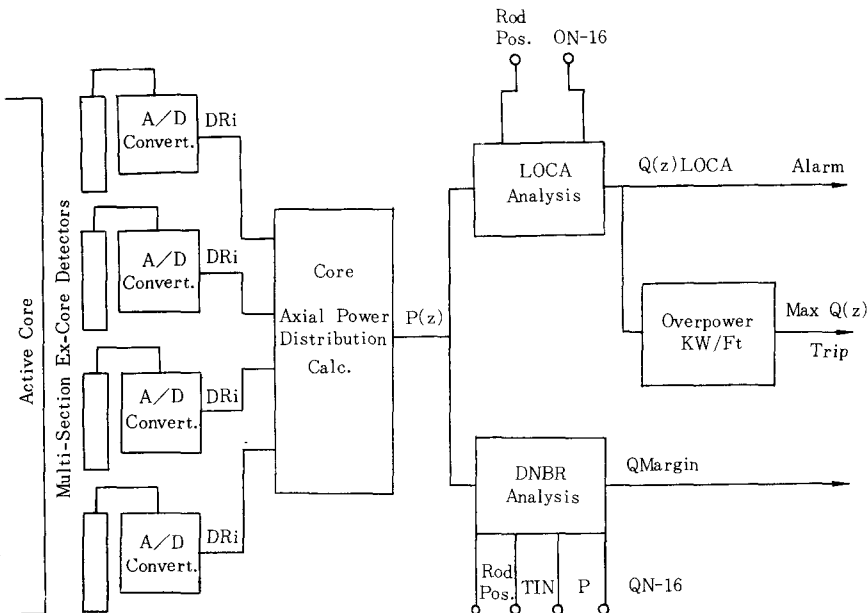 Rod
Pos.
ON-16
A/D
Convert.
DRi
A/D
Convert.
DRi
A/D
Convert.
DRi
A/D
Convert.
DRi
Active Core
Multi-Section Ex-Core Detectors
Core
Axial Power
Distribution
Calc.
P(z)
LOCA
Analysis
Q(z)LOCA
Alarm
Overpower
KW/Ft
Max Q(z)
Trip
DNBR
Analysis
QMargin
Rod
Pos.
TIN
P
QN-16